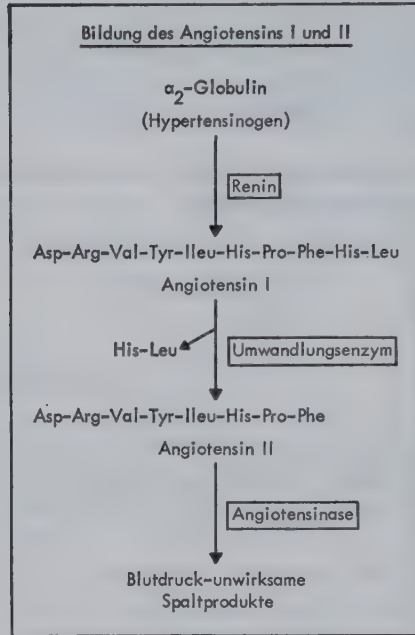 Bildung des Angiotensins I und II
α₂-Globulin
(Hypertensinogen)
Renin
Asp-Arg-Val-Tyr-Ileu-His-Pro-Phe-His-Leu
Angiotensin I
His-Leu
Umwandlungsenzym
Asp-Arg-Val-Tyr-Ileu-His-Pro-Phe
Angiotensin II
Angiotensinase
Blutdruck-unwirksame
Spaltprodukte